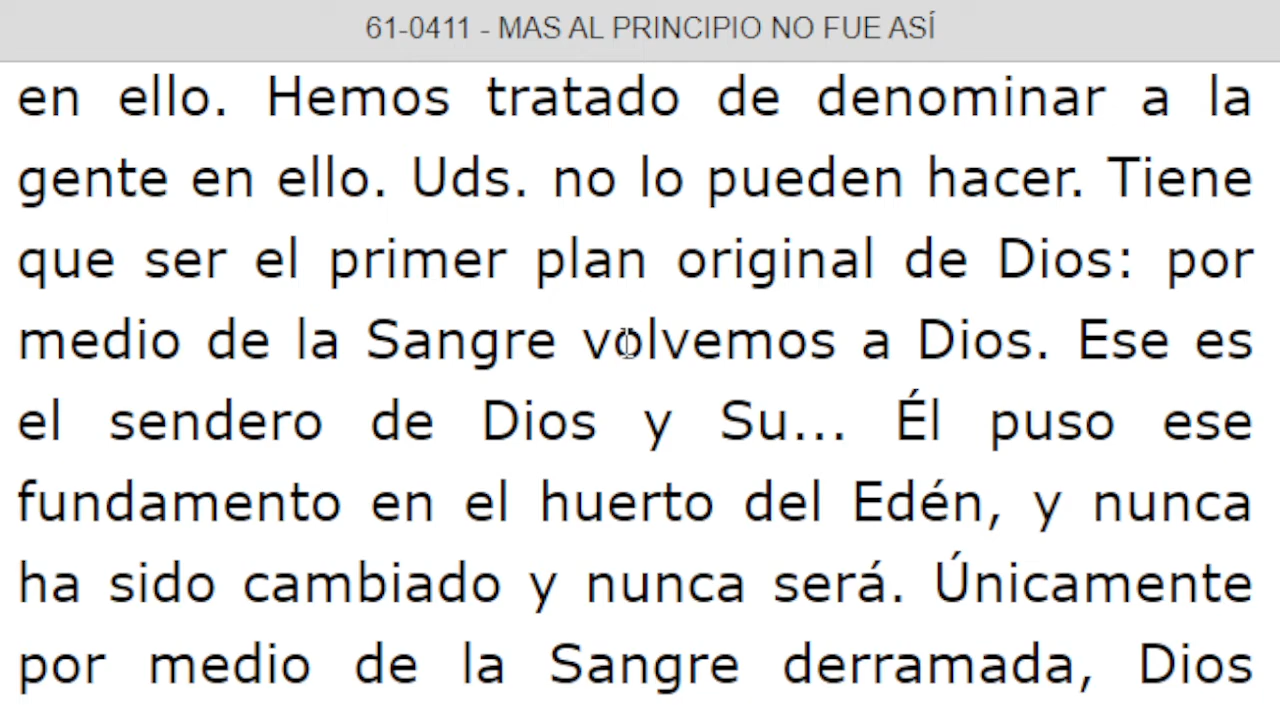 61-0411 - MAS AL PRINCIPIO NO FUE ASÍ
en ello. Hemos tratado de denominar a la
gente en ello. Uds. no lo pueden hacer. Tiene
que ser el primer plan original de Dios: por
medio de la Sangre volvemos a Dios. Ese es
el sendero de Dios y Su... Él puso ese
fundamento en el huerto del Edén, y nunca
ha sido cambiado y nunca será. Únicamente
por medio de la Sangre derramada, Dios